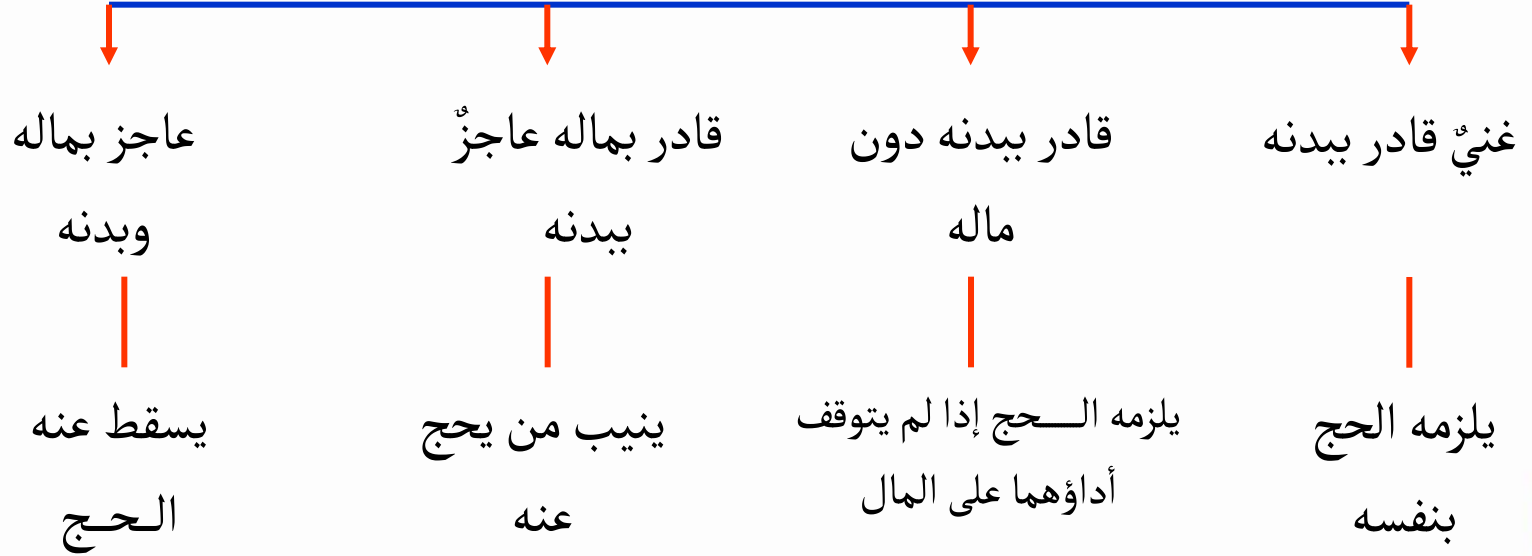 غنيٌ قادر ببدنه
يلزمه الحج
بنفسه
قادر ببدنه دون
ماله
يلزمه الـــحج إذا لم يتوقف
أداؤهما على المال
قادر بماله عاجزٌ
ببدنه
ينيب من يحج
عنه
عاجز بماله
وبدنه
يسقط عنه
الـحـج